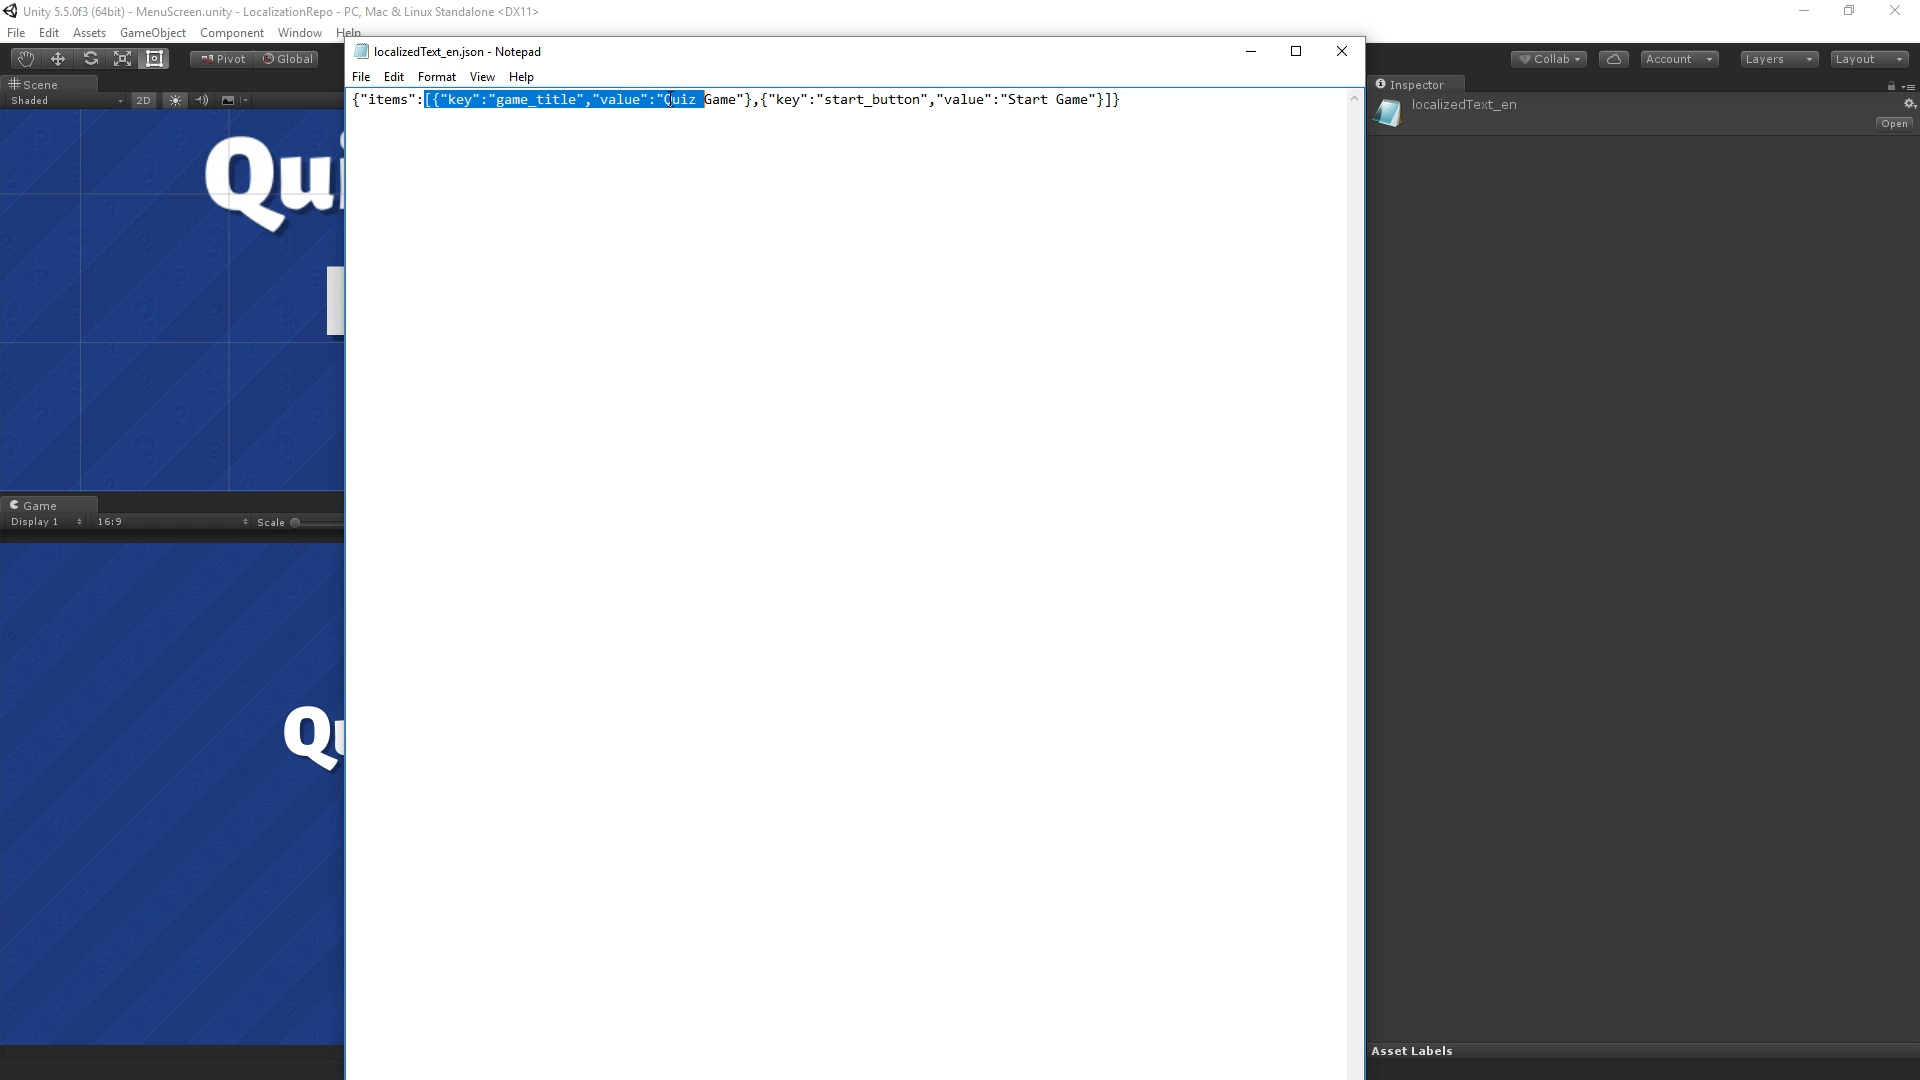 Unity 5.5.0f3 (64bit) - MenuScreen.unity - LocalizationRepo - PC, Mac & Linux Standalone <DX11>
File Edit Assets GameObject Component Window Help
Pivot Global
Collab Account Layers Layout
Scene
Shaded 2D
Qui
localizedText_en.json - Notepad
File Edit Format View Help
{"items":[{"key":"game_title","value":"Quiz Game"},{"key":"start_button","value":"Start Game"}]}
Inspector
localizedText_en
Open
Game
Display 1 16:9 Scale
Qu
Asset Labels